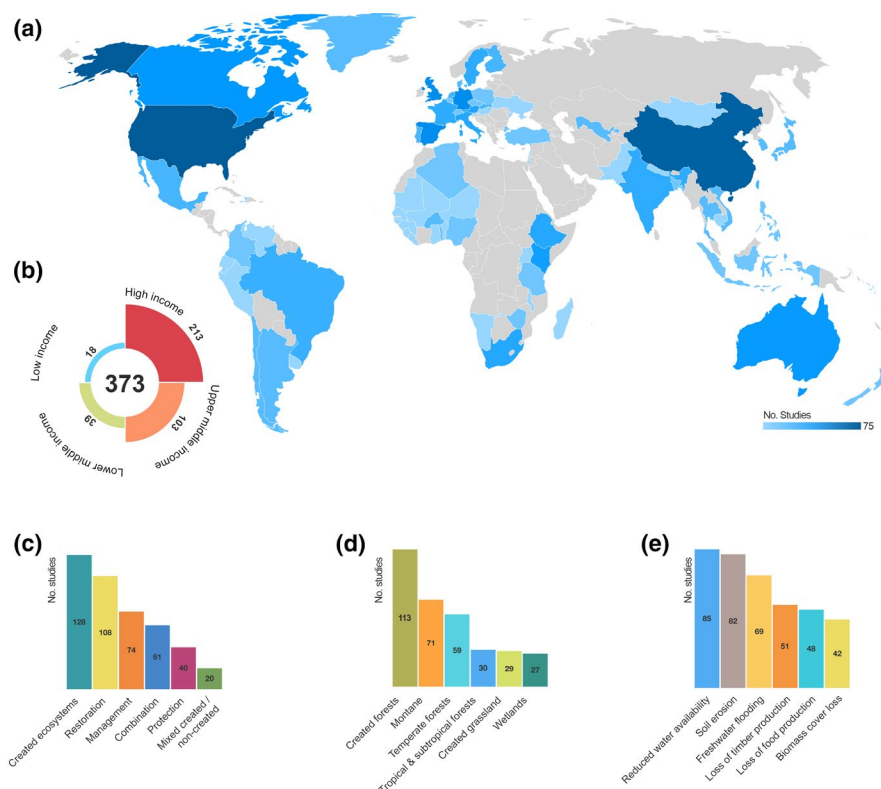 (a)
(b)
High income
213
Low income
18
373
39
103
Lower middle income
Upper middle income
No. Studies
75
(c)
No. studies
128
108
74
61
40
20
Created ecosystems
Restoration
Management
Combination
Protection
Mixed created /
non-created
(d)
No. studies
113
71
59
30
29
27
Created forests
Montane
Temperate forests
Tropical & subtropical forests
Created grassland
Wetlands
(e)
No. studies
85
82
69
51
48
42
Reduced water availability
Soil erosion
Freshwater flooding
Loss of timber production
Loss of food production
Biomass cover loss